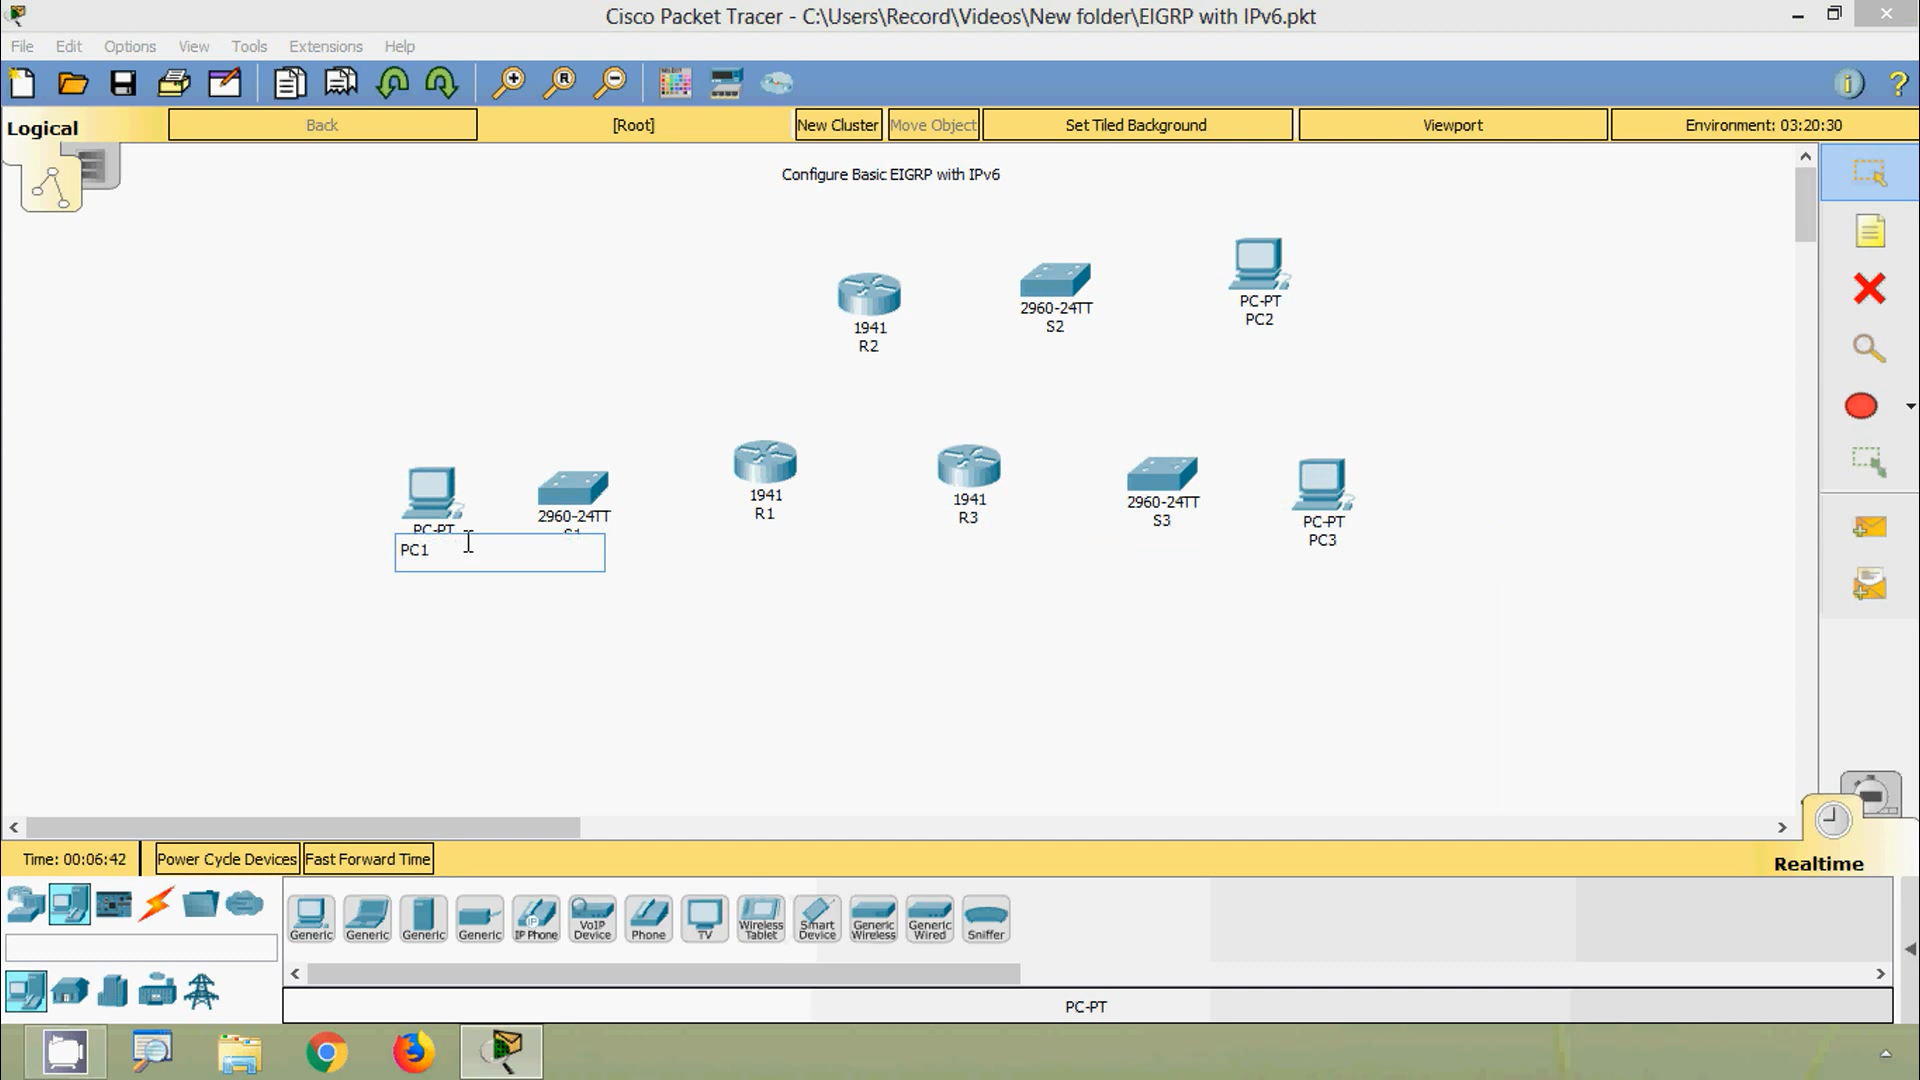 Cisco Packet Tracer - C:\Users\Record\Videos\New folder\EIGRP with IPv6.pkt
File Edit Options View Tools Extensions Help
Logical
Back
[Root]
New Cluster
Move Object
Set Tiled Background
Viewport
Environment: 03:20:30
Configure Basic EIGRP with IPv6
1941
R2
2960-24TT
S2
PC-PT
PC2
PC-PT
PC1
2960-24TT
S1
1941
R1
1941
R3
2960-24TT
S3
PC-PT
PC3
Time: 00:06:42
Power Cycle Devices
Fast Forward Time
Realtime
Generic
Generic
Generic
Generic
IP Phone
VoIP
Device
Phone
TV
Wireless
Tablet
Smart
Device
Generic
Wireless
Generic
Wired
Sniffer
PC-PT